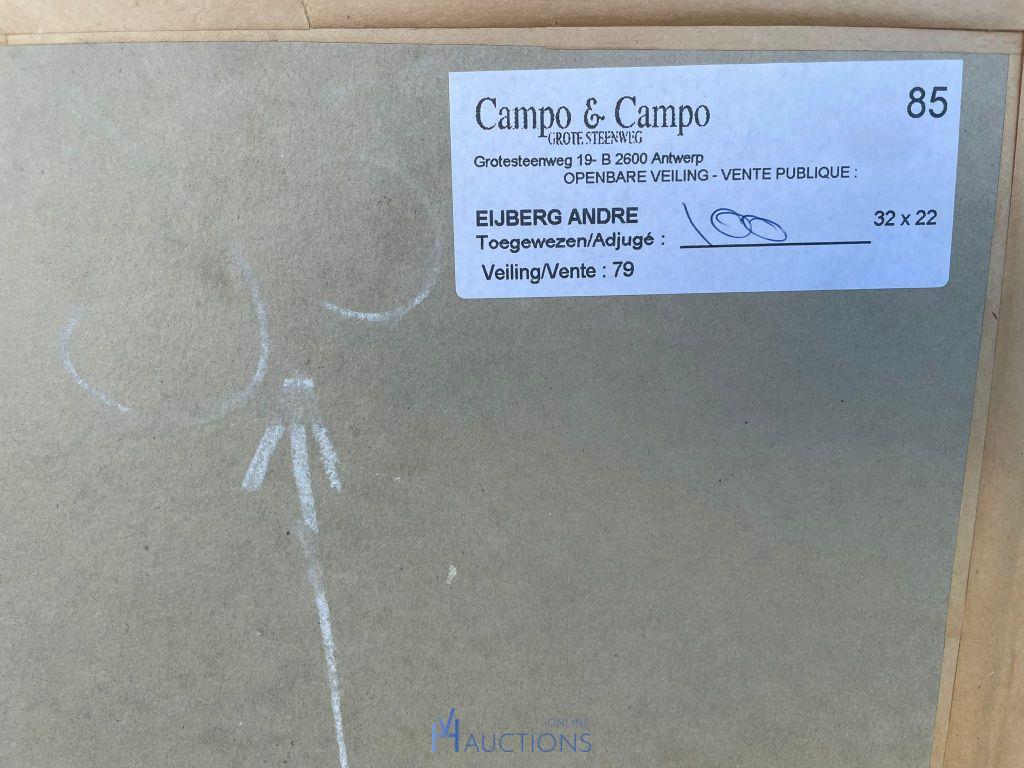 85
Campo & Campo
GROTE STEENWEG
Grotesteenweg 19- B 2600 Antwerp
OPENBARE VEILING - VENTE PUBLIQUE :
EIJBERG ANDRE 32 x 22
Toegewezen/Adjugé : 100
Veiling/Vente : 79
ONLINE
AUCTIONS